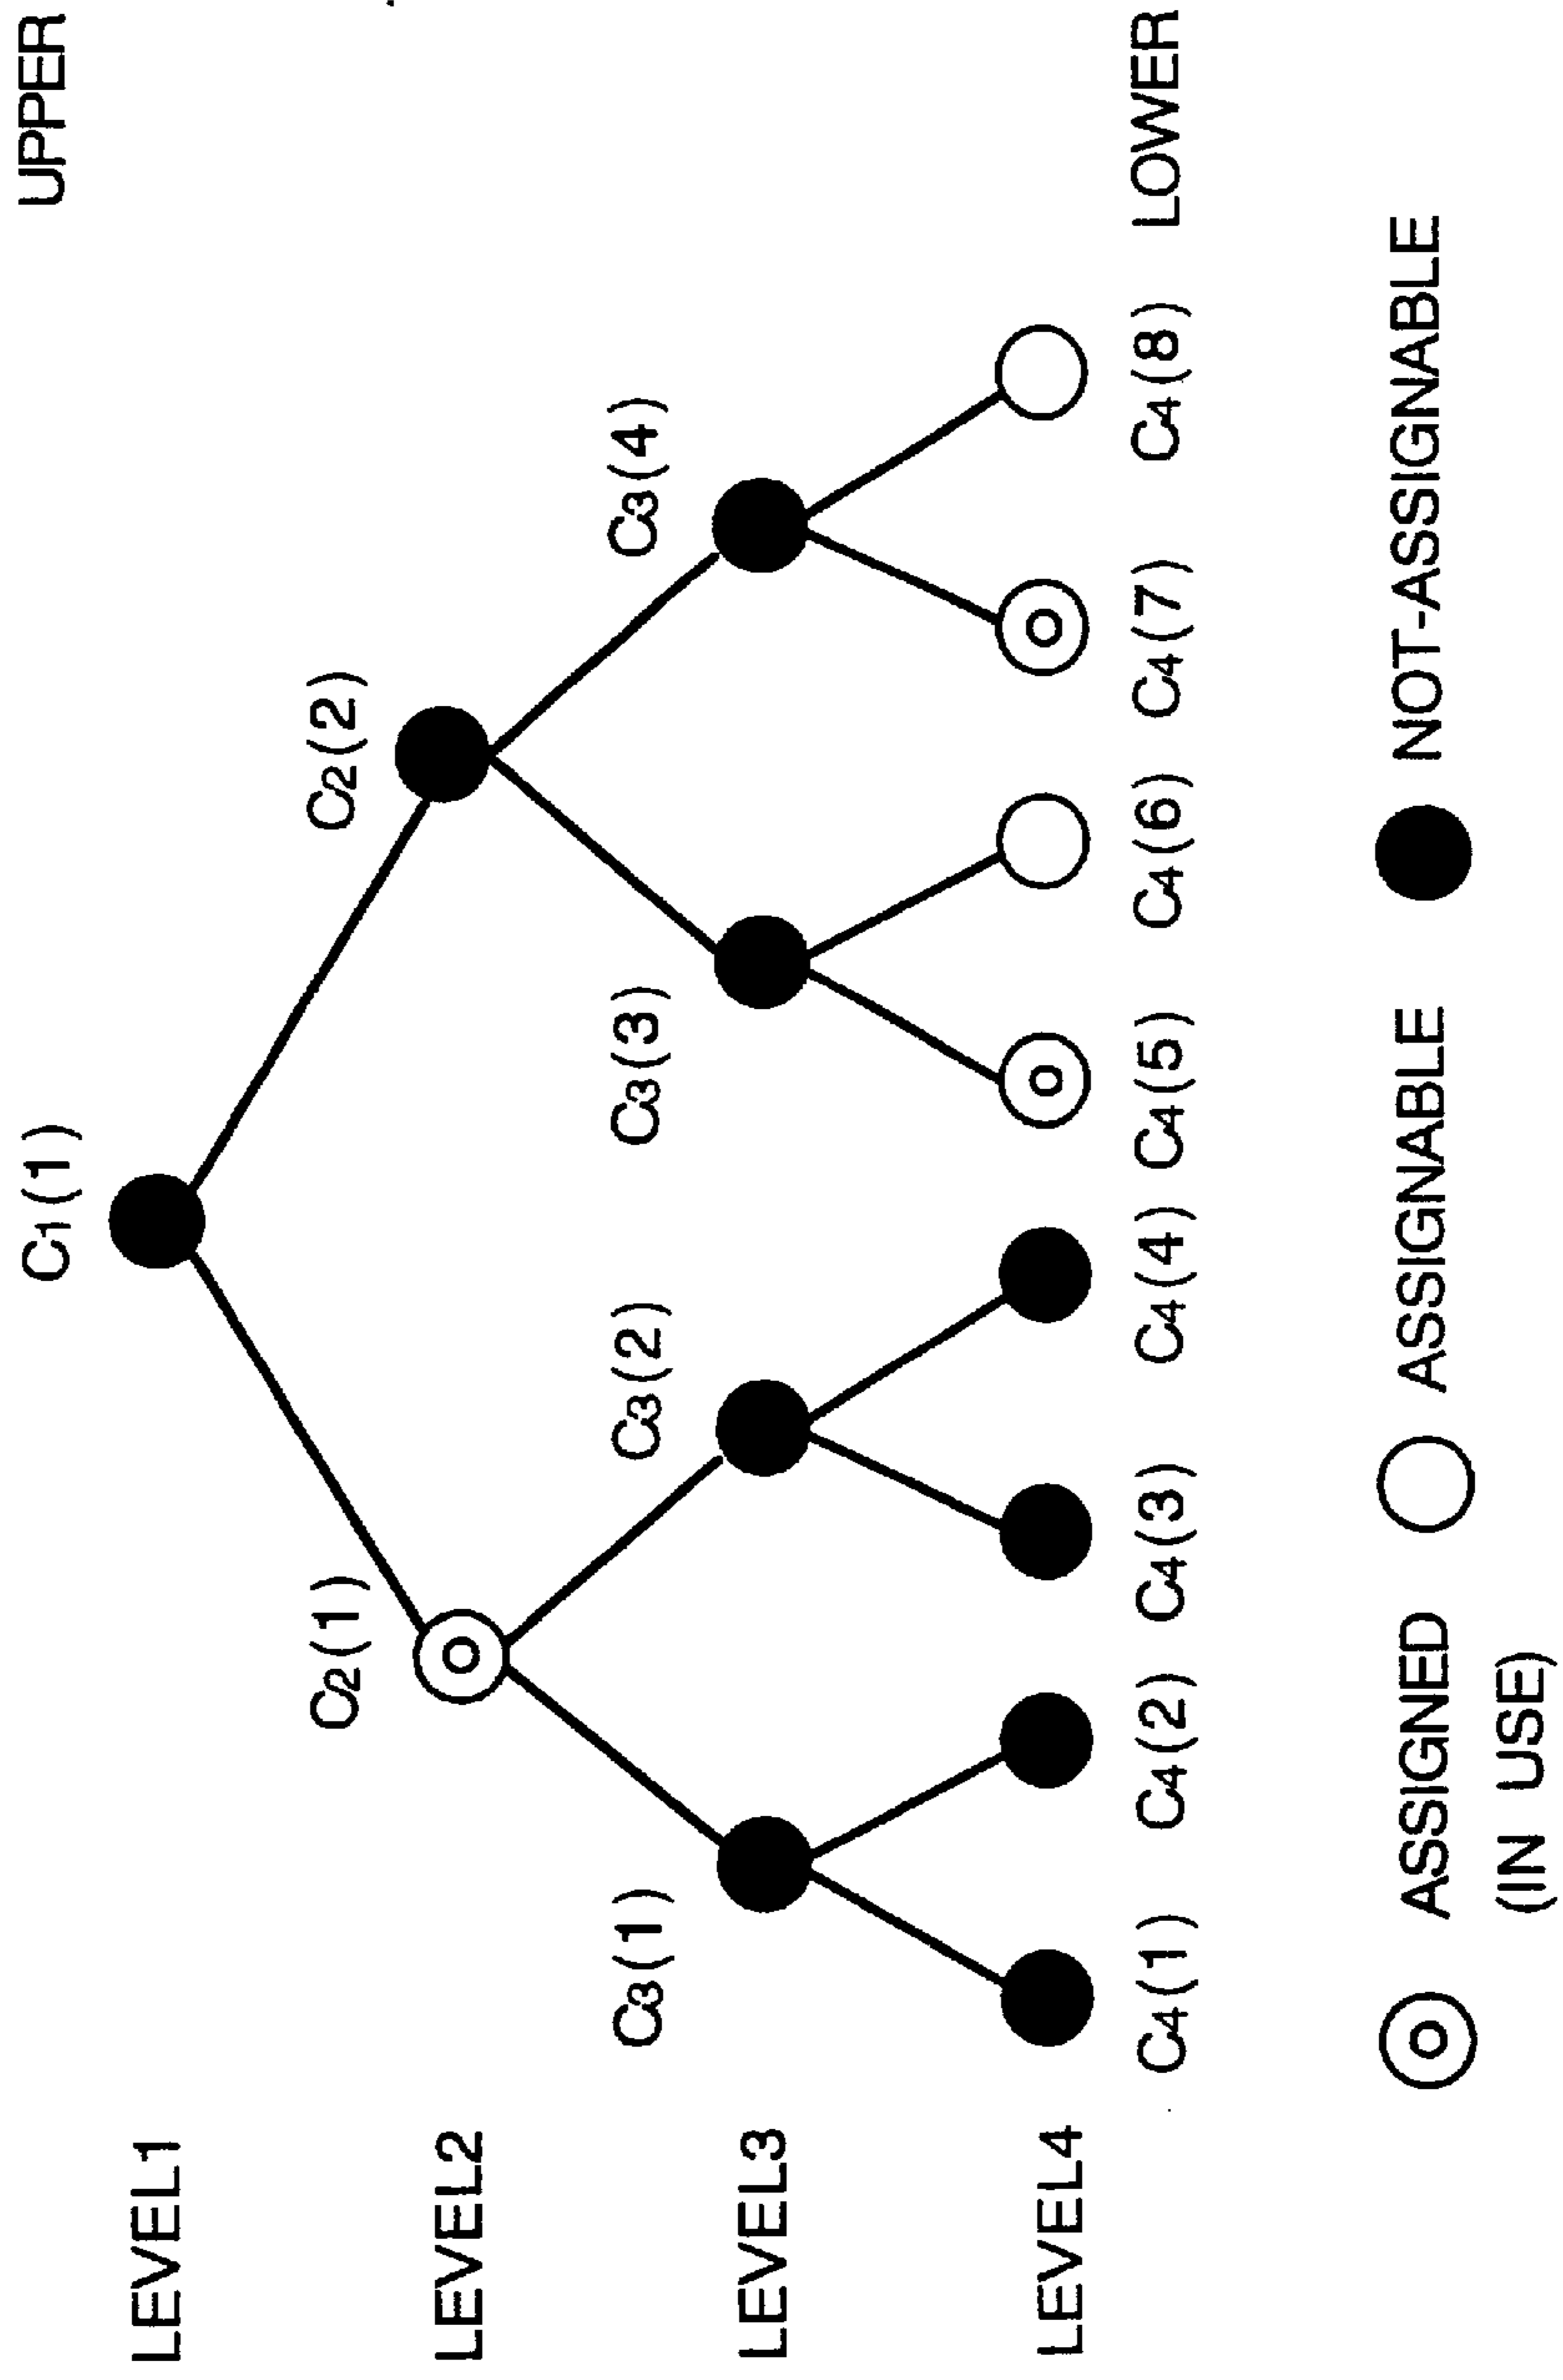 UPPER
C1(1)
LEVEL1
C2(1)
C2(2)
LEVEL2
C3(1)
C3(2)
C3(3)
C3(4)
LEVEL3
LEVEL4
C4(1)
C4(2)
C4(3)
C4(4)
C4(5)
C4(6)
C4(7)
C4(8)
LOWER
ASSIGNED
(IN USE)
ASSIGNABLE
NOT-ASSIGNABLE